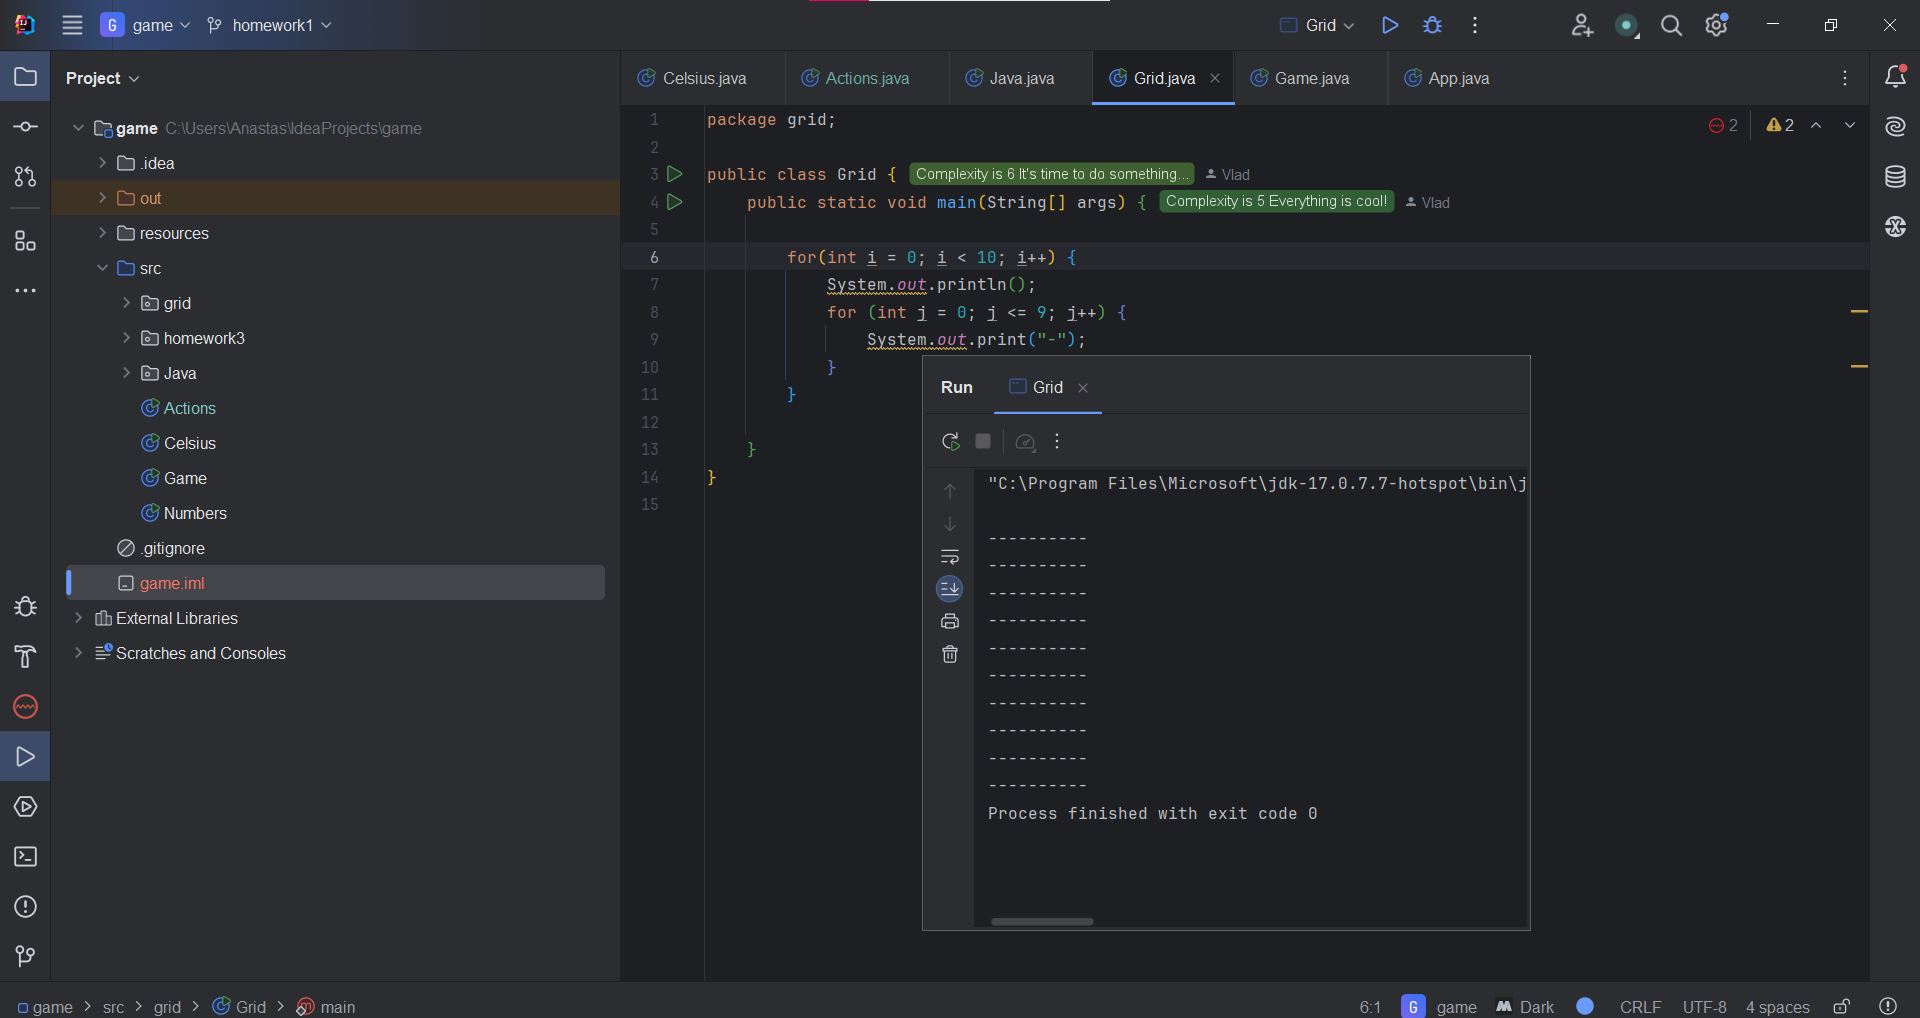 G game homework1 Grid
Project
Celsius.java Actions.java Java.java Grid.java Game.java App.java
game C:\Users\Anastas\IdeaProjects\game
.idea
out
resources
src
grid
homework3
Java
Actions
Celsius
Game
Numbers
.gitignore
game.iml
External Libraries
Scratches and Consoles
2 2
1 package grid;
2
3 public class Grid { Complexity is 6 It's time to do something... Vlad
4 public static void main(String[] args) { Complexity is 5 Everything is cool! Vlad
5
6 for(int i = 0; i < 10; i++) {
7 System.out.println();
8 for (int j = 0; j <= 9; j++) {
9 System.out.print("-");
10 }
11 }
12
13 }
14 }
15
Run Grid
"C:\Program Files\Microsoft\jdk-17.0.7.7-hotspot\bin\j
----------
----------
----------
----------
----------
----------
----------
----------
----------
----------
Process finished with exit code 0
game > src > grid > Grid > main
6:1 G game Dark CRLF UTF-8 4 spaces